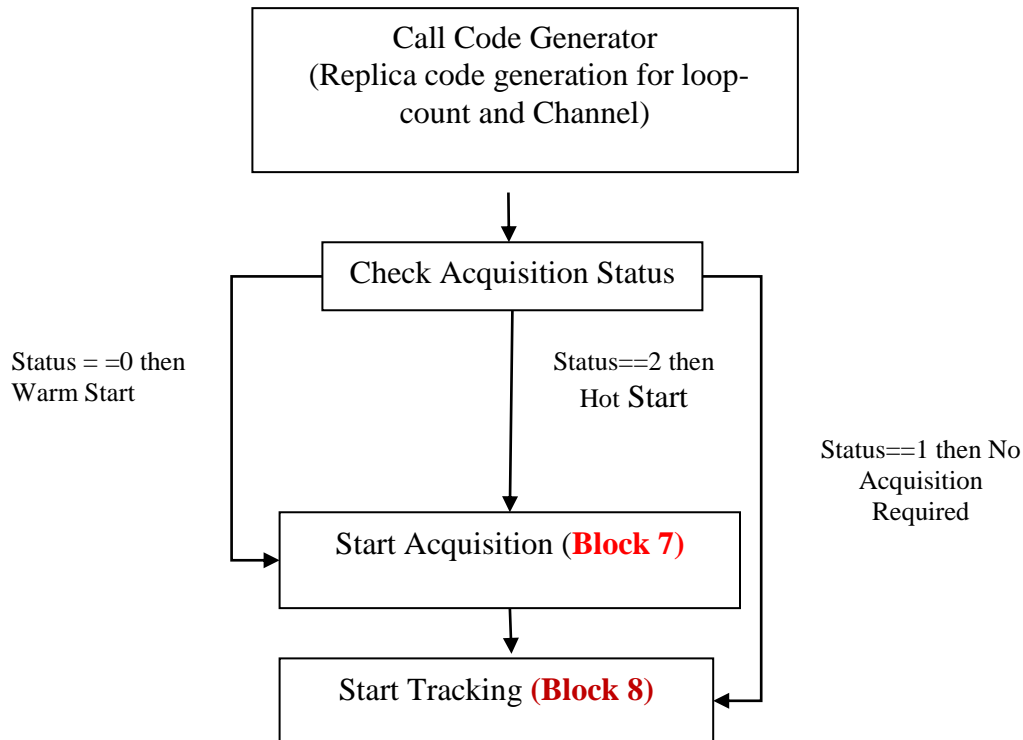 Call Code Generator
(Replica code generation for loop-
count and Channel)
Check Acquisition Status
Status = =0 then
Warm Start
Status==2 then
Hot Start
Status==1 then No
Acquisition
Required
Start Acquisition (Block 7)
Start Tracking (Block 8)